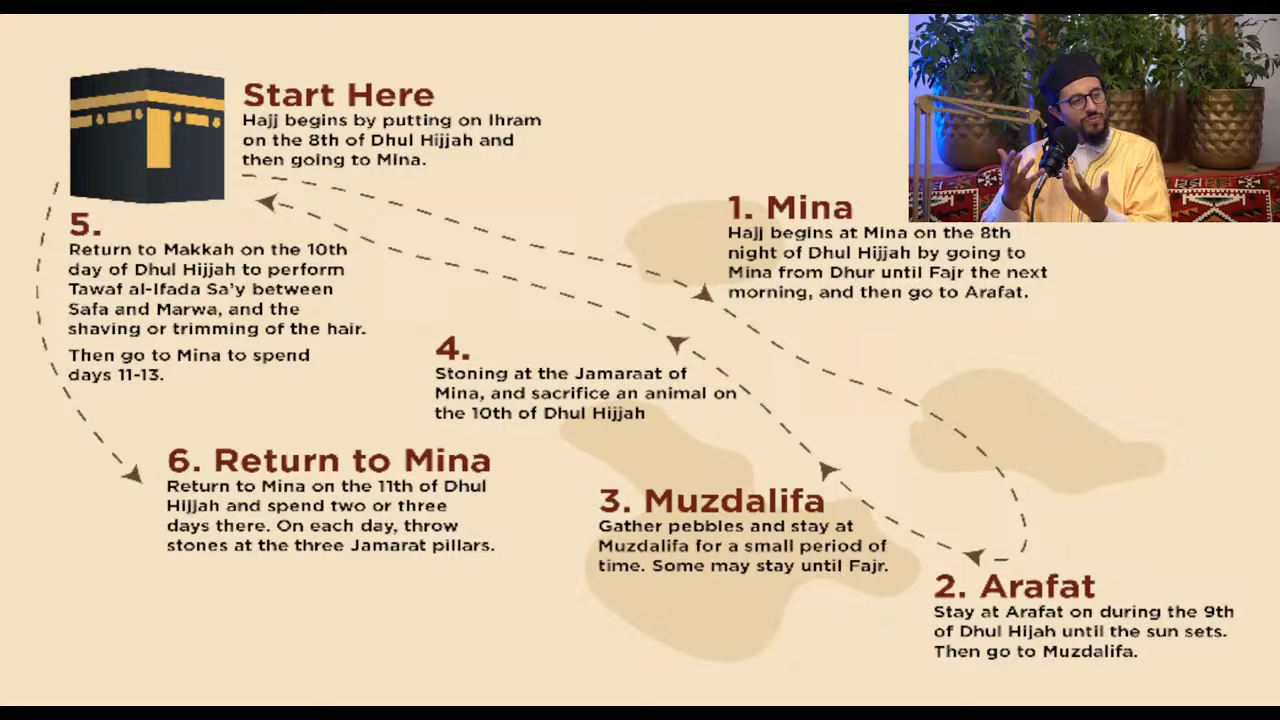 Start Here
Hajj begins by putting on Ihram
on the 8th of Dhul Hijjah and
then going to Mina.
1. Mina
Hajj begins at Mina on the 8th
night of Dhul Hijjah by going to
Mina from Dhur until Fajr the next
morning, and then go to Arafat.
2. Arafat
Stay at Arafat on during the 9th
of Dhul Hijah until the sun sets.
Then go to Muzdalifa.
3. Muzdalifa
Gather pebbles and stay at
Muzdalifa for a small period of
time. Some may stay until Fajr.
4.
Stoning at the Jamaraat of
Mina, and sacrifice an animal on
the 10th of Dhul Hijjah
5.
Return to Makkah on the 10th
day of Dhul Hijjah to perform
Tawaf al-Ifada Sa'y between
Safa and Marwa, and the
shaving or trimming of the hair.
Then go to Mina to spend
days 11-13.
6. Return to Mina
Return to Mina on the 11th of Dhul
Hijjah and spend two or three
days there. On each day, throw
stones at the three Jamarat pillars.